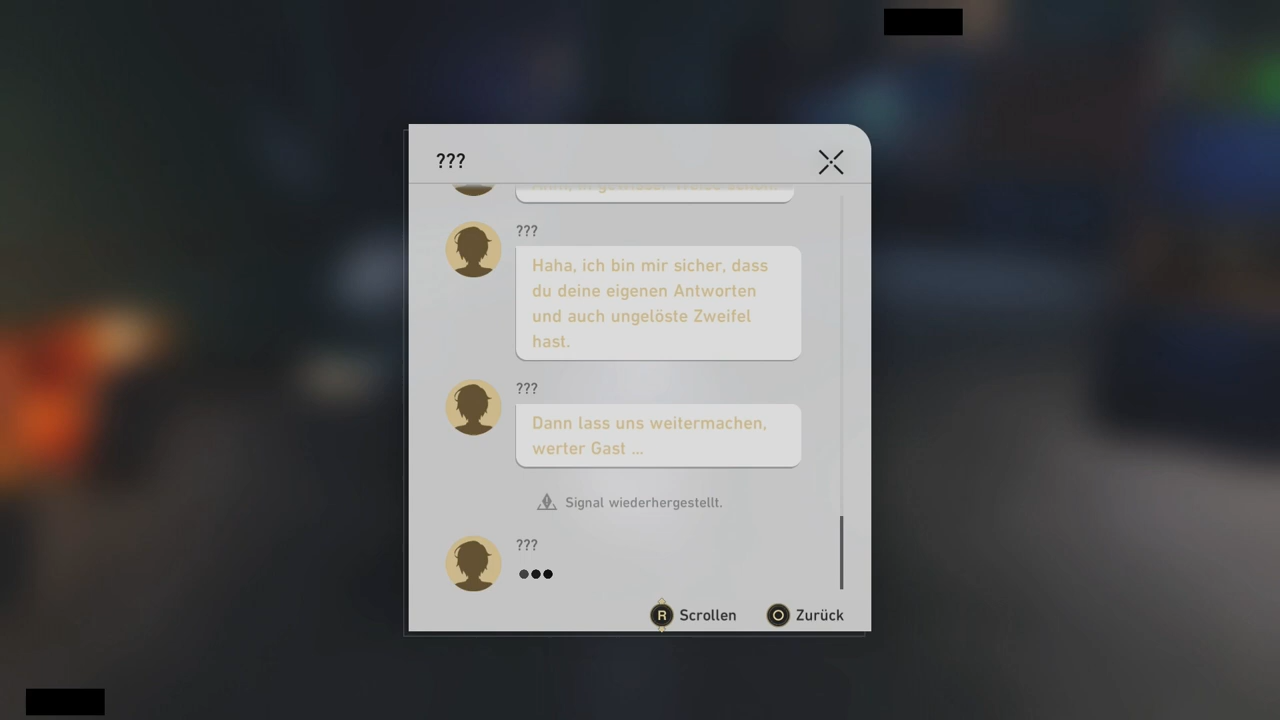 ???
???
Haha, ich bin mir sicher, dass
du deine eigenen Antworten
und auch ungelöste Zweifel
hast.
???
Dann lass uns weitermachen,
werter Gast ...
Signal wiederhergestellt.
???
R Scrollen
Zurück